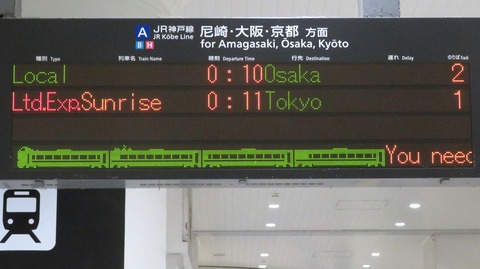 A JR神戸線 尼崎・大阪・京都 方面
B H JR Kōbe Line for Amagasaki, Osaka, Kyōto
種別 Type 列車名 Train Name 時刻 Departure Time 行先 Destination 遅れ Delay のりば Track
Local 0:10 Osaka 2
Ltd.Exp.Sunrise 0:11 Tokyo 1
You need